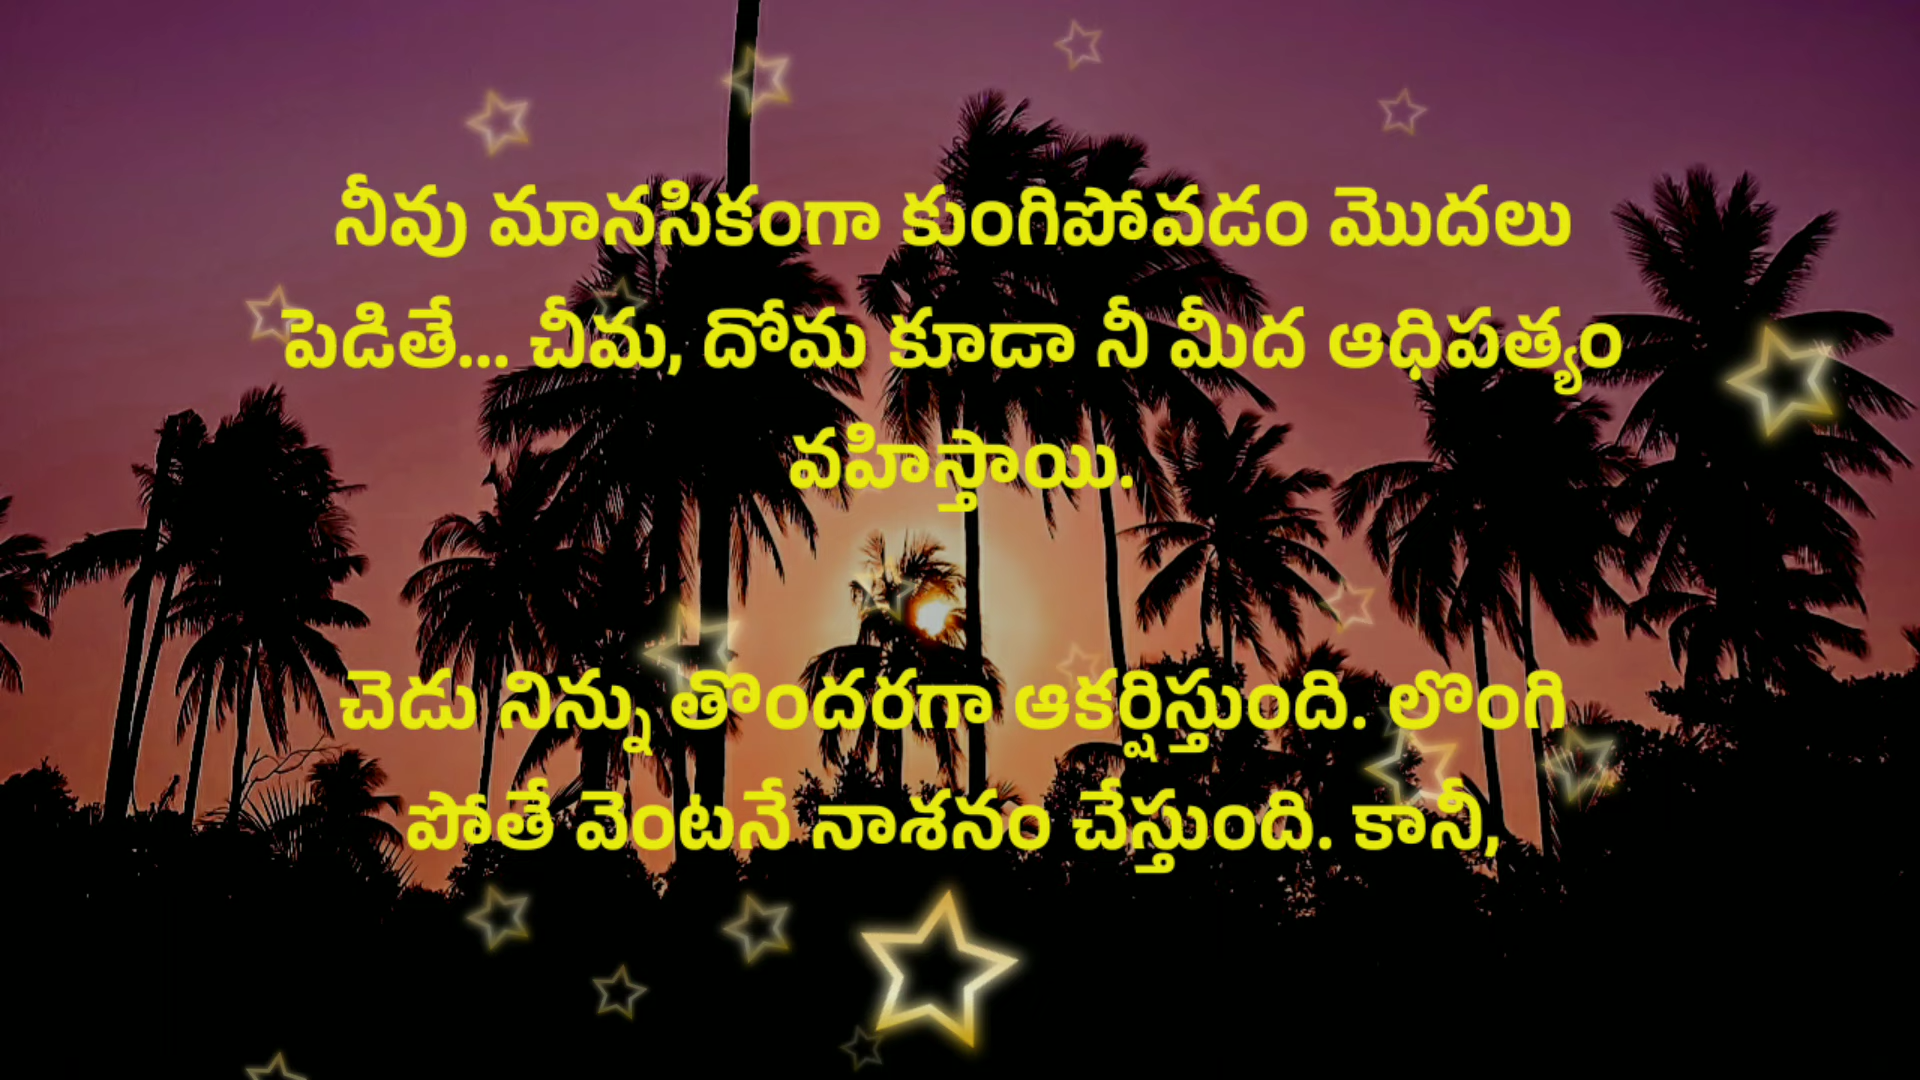 నీవు మానసికంగా కుంగిపోవడం మొదలు
పెడితే... చీమ, దోమ కూడా నీ మీద ఆధిపత్యం
వహిస్తాయి.
చెడు నిన్ను తొందరగా ఆకర్షిస్తుంది. లొంగి
పోతే వెంటనే నాశనం చేస్తుంది. కానీ,